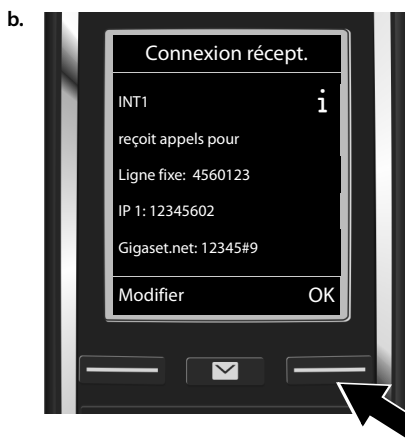 b.
Connexion récept.
INT1 i
reçoit appels pour
Ligne fixe: 4560123
IP 1: 12345602
Gigaset.net: 12345#9
Modifier OK